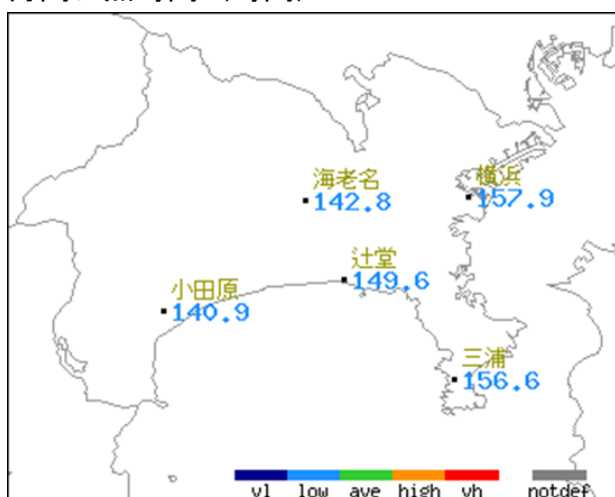 海老名
142.8
横浜
157.9
辻堂
149.6
小田原
140.9
三浦
156.6
vl low ave high vh notdef